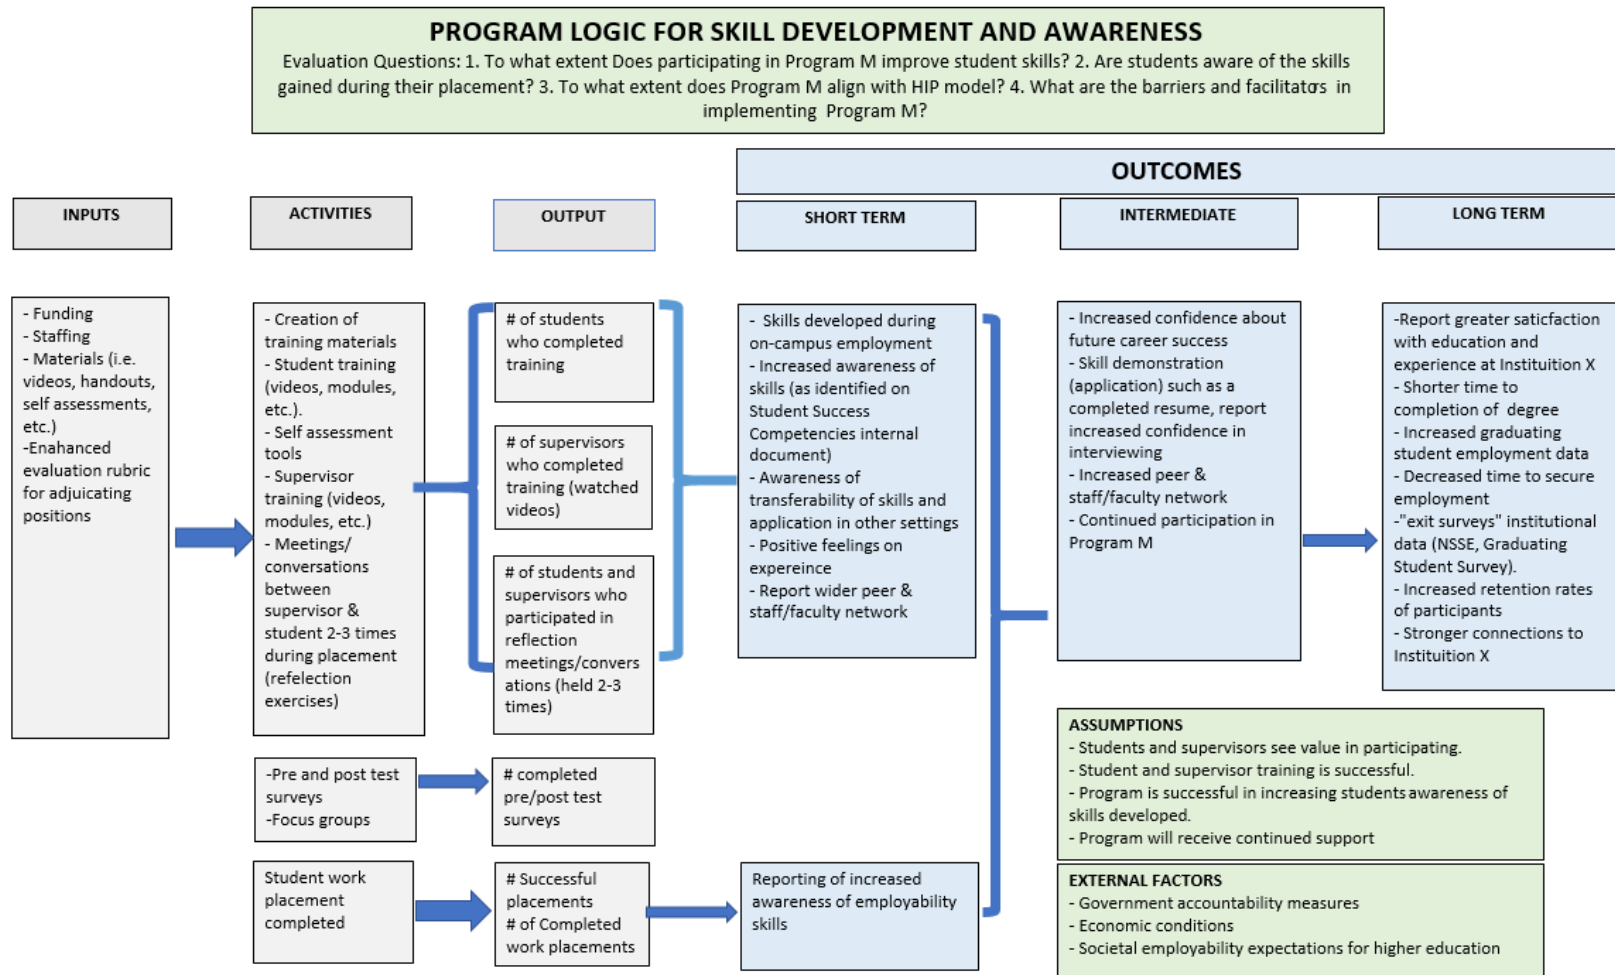 PROGRAM LOGIC FOR SKILL DEVELOPMENT AND AWARENESS
Evaluation Questions: 1. To what extent Does participating in Program M improve student skills? 2. Are students aware of the skills
gained during their placement? 3. To what extent does Program M align with HIP model? 4. What are the barriers and facilitators in
implementing Program M?
OUTCOMES
INPUTS
ACTIVITIES
OUTPUT
SHORT TERM
INTERMEDIATE
LONG TERM
- Funding
- Staffing
- Materials (i.e.
videos, handouts,
self assessments,
etc.)
-Enahanced
evaluation rubric
for adjuicating
positions
- Creation of
training materials
- Student training
(videos, modules,
etc.).
- Self assessment
tools
- Supervisor
training (videos,
modules, etc.)
- Meetings/
conversations
between
supervisor &
student 2-3 times
during placement
(refelection
exercises)
# of students
who completed
training
# of supervisors
who completed
training (watched
videos)
# of students and
supervisors who
participated in
reflection
meetings/convers
ations (held 2-3
times)
- Skills developed during
on-campus employment
- Increased awareness of
skills (as identified on
Student Success
Competencies internal
document)
- Awareness of
transferability of skills and
application in other settings
- Positive feelings on
expereince
- Report wider peer &
staff/faculty network
- Increased confidence about
future career success
- Skill demonstration
(application) such as a
completed resume, report
increased confidence in
interviewing
- Increased peer &
staff/faculty network
- Continued participation in
Program M
-Report greater saticfaction
with education and
experience at Instituition X
- Shorter time to
completion of degree
- Increased graduating
student employment data
- Decreased time to secure
employment
-"exit surveys" institutional
data (NSSE, Graduating
Student Survey).
- Increased retention rates
of participants
- Stronger connections to
Instituition X
-Pre and post test
surveys
-Focus groups
# completed
pre/post test
surveys
Student work
placement
completed
# Successful
placements
# of Completed
work placements
Reporting of increased
awareness of employability
skills
ASSUMPTIONS
- Students and supervisors see value in participating.
- Student and supervisor training is successful.
- Program is successful in increasing students awareness of
skills developed.
- Program will receive continued support
EXTERNAL FACTORS
- Government accountability measures
- Economic conditions
- Societal employability expectations for higher education